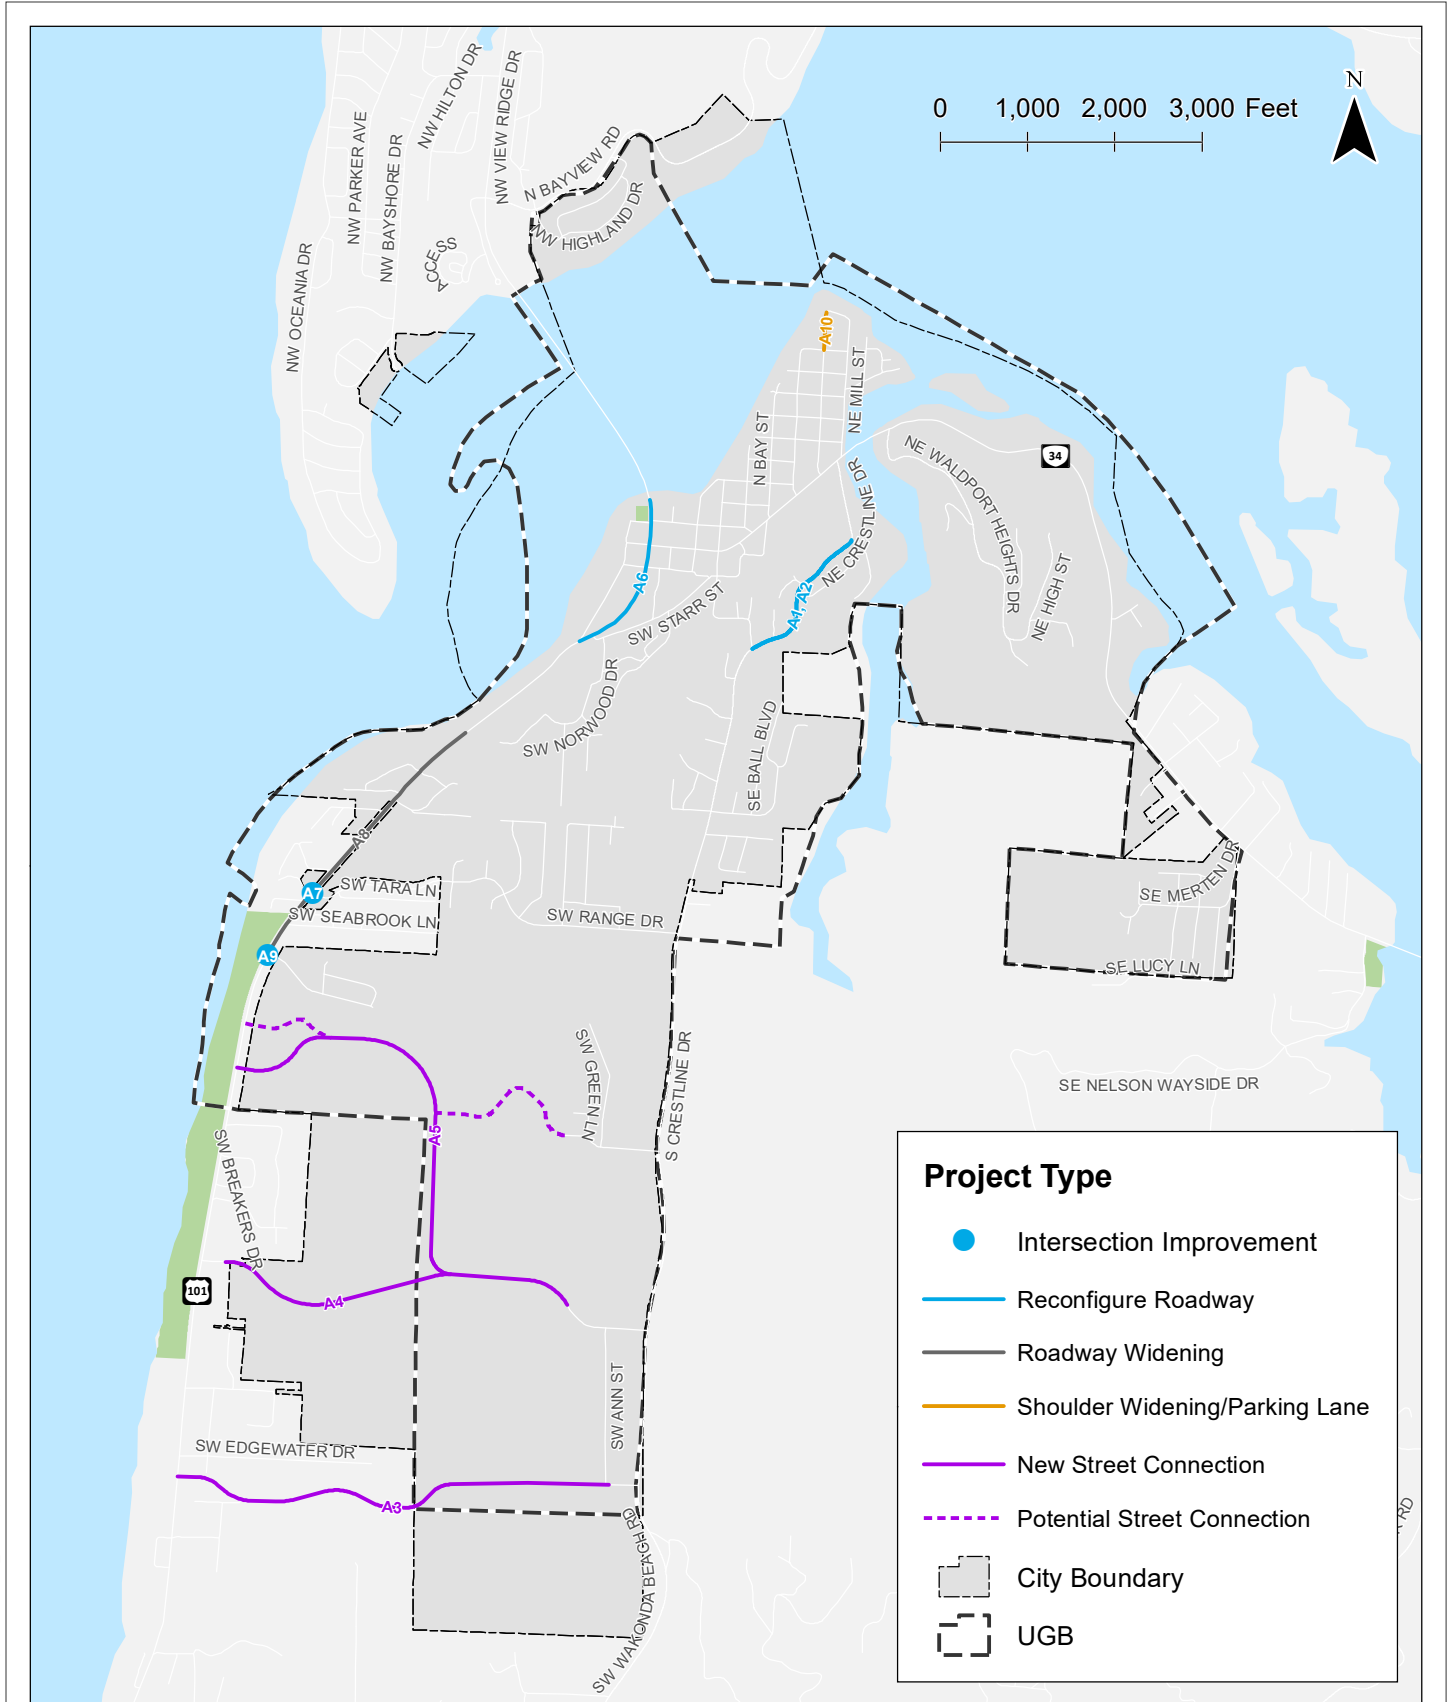 N
0 1,000 2,000 3,000 Feet
NW HILTON DR
NW VIEW RIDGE DR
NW PARKER AVE
NW BAYSHORE DR
N BAYVIEW RD
NW HIGHLAND DR
ACCESS
NW OCEANIA DR
A10
NE MILL ST
N BAY ST
34
NE WALDPORT HEIGHTS DR
NE CRESTLINE DR
NE HIGH ST
A6
A1, A2
SW STARR ST
SW NORWOOD DR
SE BALL BLVD
A8
A7
SW TARA LN
SW SEABROOK LN
SW RANGE DR
A9
SE MERTEN DR
SE LUCY LN
SW GREEN LN
S CRESTLINE DR
SE NELSON WAYSIDE DR
A5
SW BREAKERS DR
101
A4
SW ANN ST
SW EDGEWATER DR
A3
SW WAKONDA BEACH RD
RD
Project Type
Intersection Improvement
Reconfigure Roadway
Roadway Widening
Shoulder Widening/Parking Lane
New Street Connection
Potential Street Connection
City Boundary
UGB